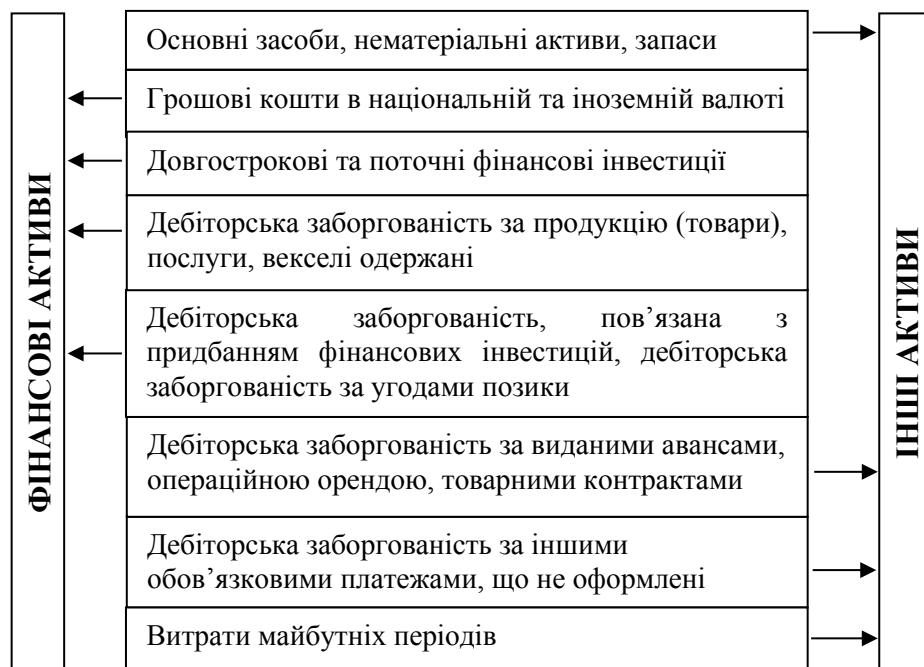 ФІНАНСОВІ АКТИВИ
Основні засоби, нематеріальні активи, запаси
Грошові кошти в національній та іноземній валюті
Довгострокові та поточні фінансові інвестиції
Дебіторська заборгованість за продукцію (товари),
послуги, векселі одержані
Дебіторська заборгованість, пов’язана з
придбанням фінансових інвестицій, дебіторська
заборгованість за угодами позики
Дебіторська заборгованість за виданими авансами,
операційною орендою, товарними контрактами
Дебіторська заборгованість за іншими
обов’язковими платежами, що не оформлені
Витрати майбутніх періодів
ІНШІ АКТИВИ